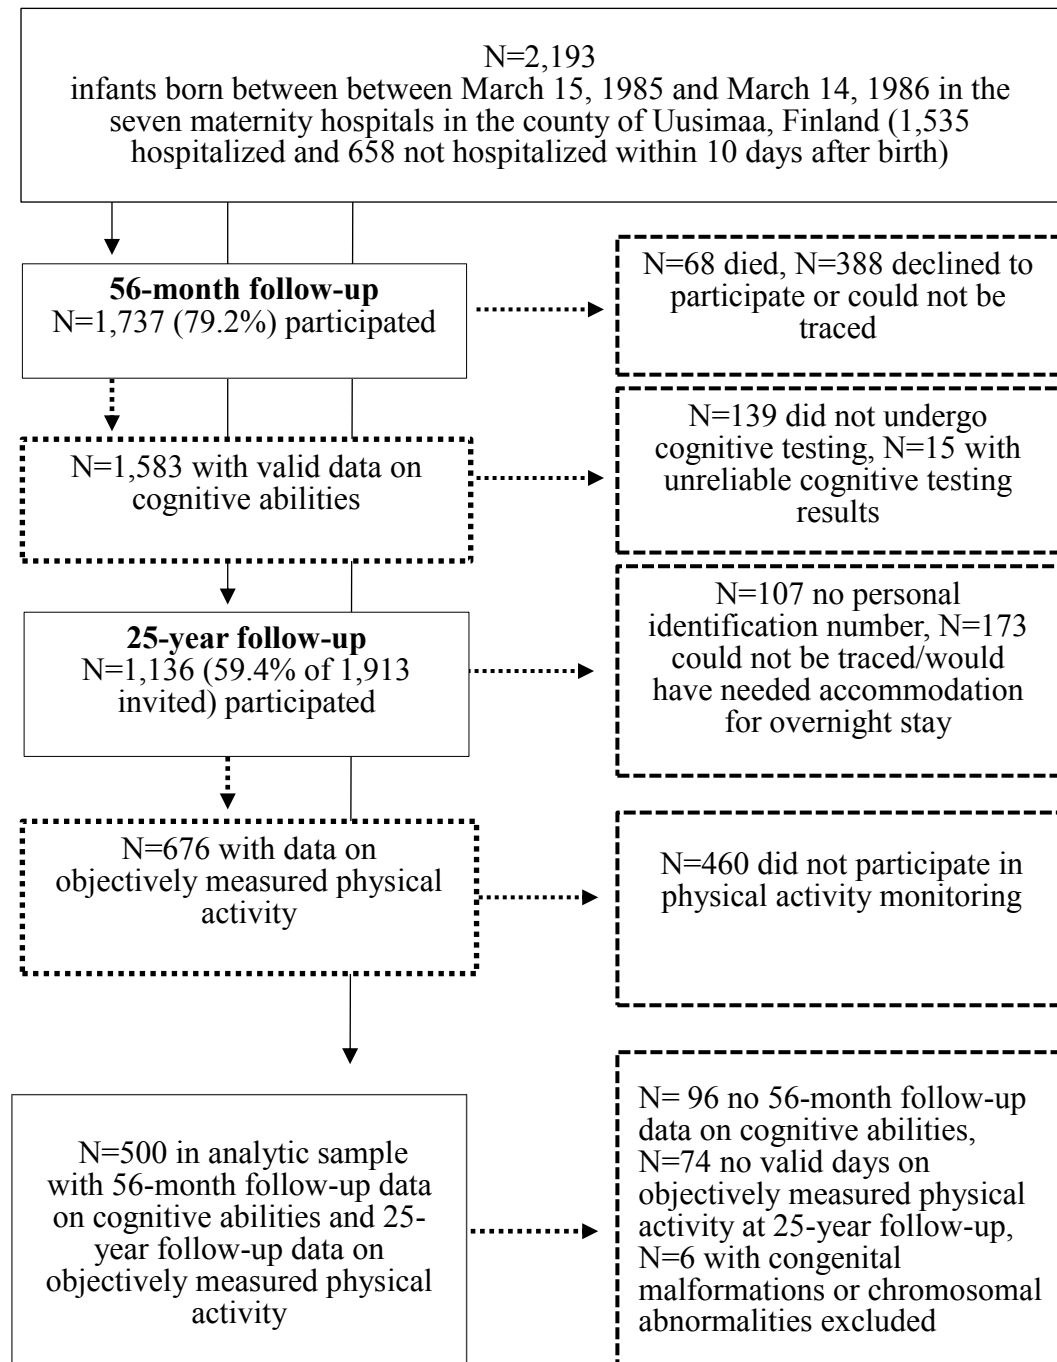 N=2,193
infants born between between March 15, 1985 and March 14, 1986 in the
seven maternity hospitals in the county of Uusimaa, Finland (1,535
hospitalized and 658 not hospitalized within 10 days after birth)
56-month follow-up
N=1,737 (79.2%) participated
N=68 died, N=388 declined to
participate or could not be
traced
N=1,583 with valid data on
cognitive abilities
N=139 did not undergo
cognitive testing, N=15 with
unreliable cognitive testing
results
25-year follow-up
N=1,136 (59.4% of 1,913
invited) participated
N=107 no personal
identification number, N=173
could not be traced/would
have needed accommodation
for overnight stay
N=676 with data on
objectively measured physical
activity
N=460 did not participate in
physical activity monitoring
N=500 in analytic sample
with 56-month follow-up data
on cognitive abilities and 25-
year follow-up data on
objectively measured physical
activity
N= 96 no 56-month follow-up
data on cognitive abilities,
N=74 no valid days on
objectively measured physical
activity at 25-year follow-up,
N=6 with congenital
malformations or chromosomal
abnormalities excluded